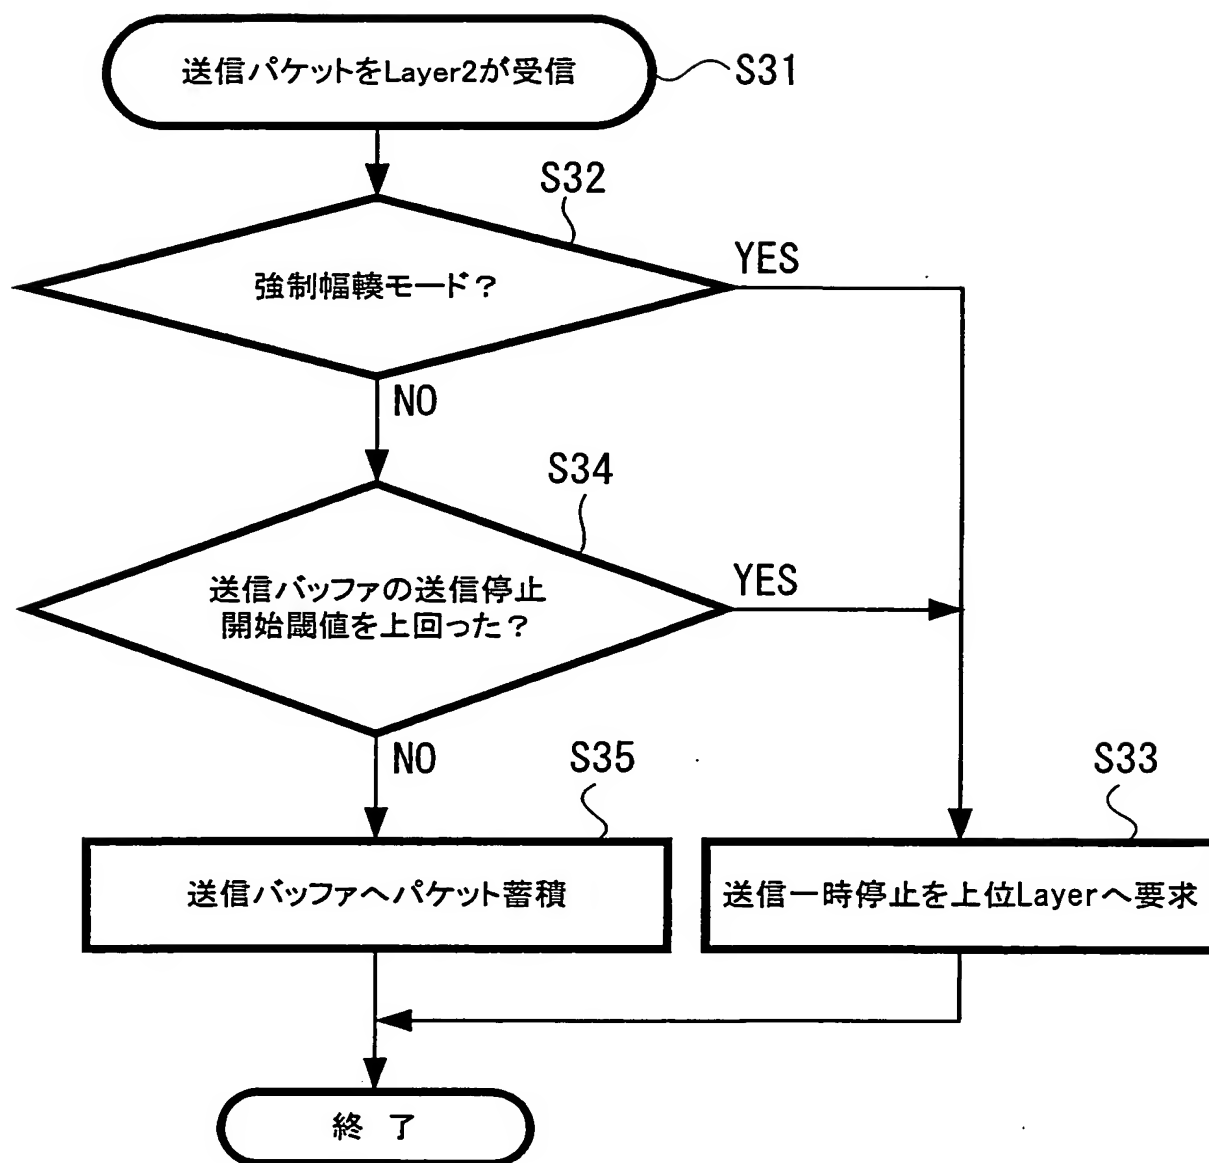 送信パケットをLayer2が受信
S31
S32
強制幅輳モード？
YES
NO
S34
送信バッファの送信停止
開始閾値を上回った？
YES
NO
S35
S33
送信バッファへパケット蓄積
送信一時停止を上位Layerへ要求
終了